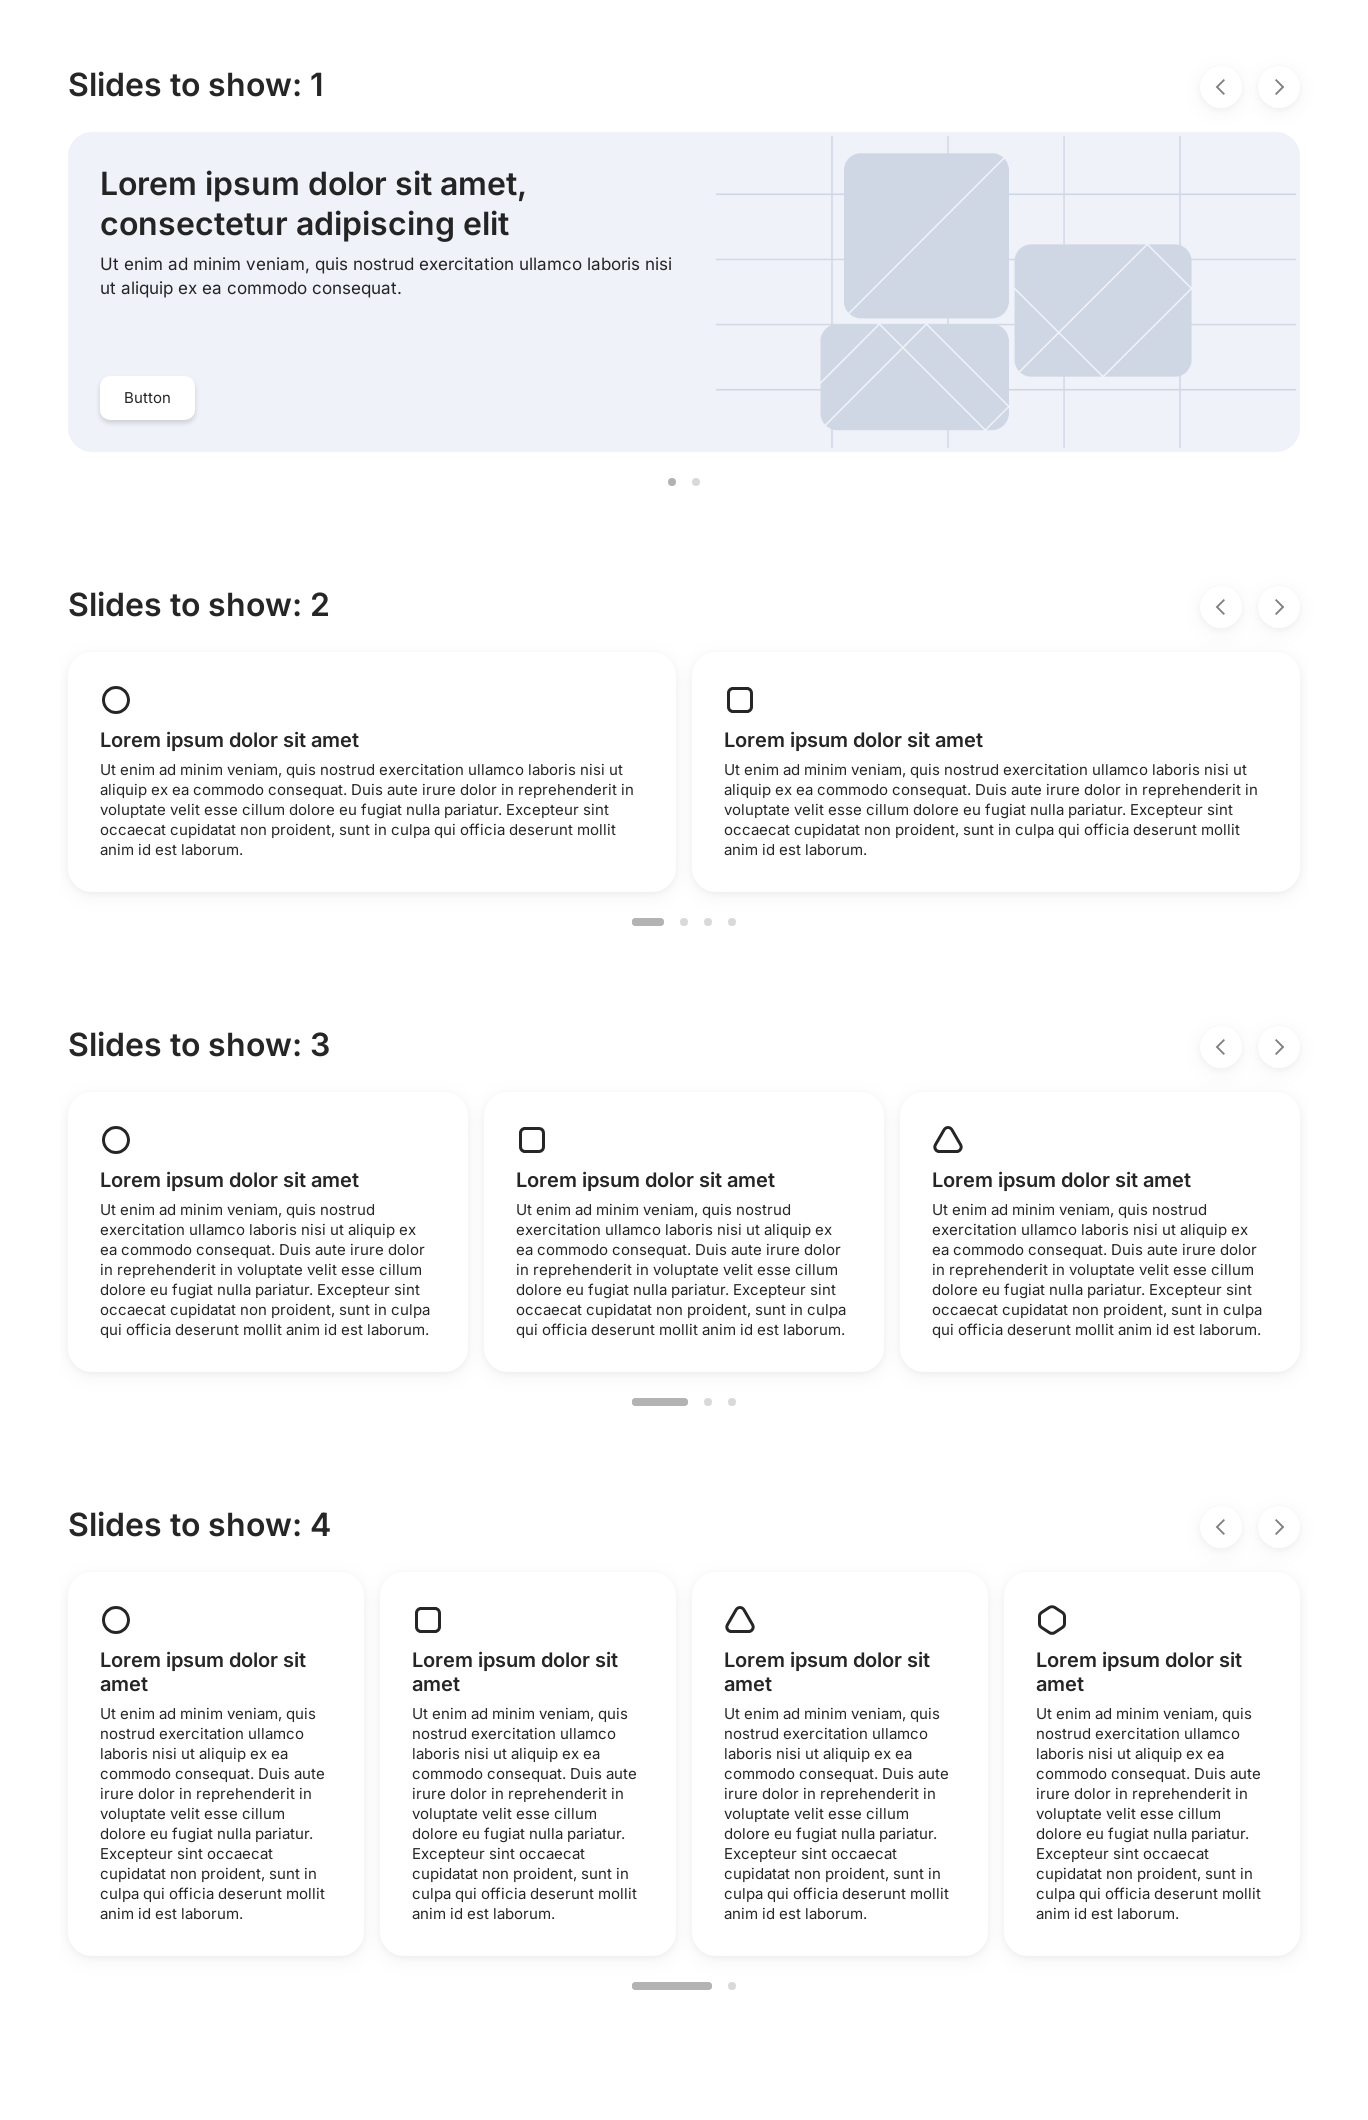 Slides to show: 1
Lorem ipsum dolor sit amet,
consectetur adipiscing elit
Ut enim ad minim veniam, quis nostrud exercitation ullamco laboris nisi
ut aliquip ex ea commodo consequat.
Button
Slides to show: 2
Lorem ipsum dolor sit amet
Ut enim ad minim veniam, quis nostrud exercitation ullamco laboris nisi ut
aliquip ex ea commodo consequat. Duis aute irure dolor in reprehenderit in
voluptate velit esse cillum dolore eu fugiat nulla pariatur. Excepteur sint
occaecat cupidatat non proident, sunt in culpa qui officia deserunt mollit
anim id est laborum.
Lorem ipsum dolor sit amet
Ut enim ad minim veniam, quis nostrud exercitation ullamco laboris nisi ut
aliquip ex ea commodo consequat. Duis aute irure dolor in reprehenderit in
voluptate velit esse cillum dolore eu fugiat nulla pariatur. Excepteur sint
occaecat cupidatat non proident, sunt in culpa qui officia deserunt mollit
anim id est laborum.
Slides to show: 3
Lorem ipsum dolor sit amet
Ut enim ad minim veniam, quis nostrud
exercitation ullamco laboris nisi ut aliquip ex
ea commodo consequat. Duis aute irure dolor
in reprehenderit in voluptate velit esse cillum
dolore eu fugiat nulla pariatur. Excepteur sint
occaecat cupidatat non proident, sunt in culpa
qui officia deserunt mollit anim id est laborum.
Lorem ipsum dolor sit amet
Ut enim ad minim veniam, quis nostrud
exercitation ullamco laboris nisi ut aliquip ex
ea commodo consequat. Duis aute irure dolor
in reprehenderit in voluptate velit esse cillum
dolore eu fugiat nulla pariatur. Excepteur sint
occaecat cupidatat non proident, sunt in culpa
qui officia deserunt mollit anim id est laborum.
Lorem ipsum dolor sit amet
Ut enim ad minim veniam, quis nostrud
exercitation ullamco laboris nisi ut aliquip ex
ea commodo consequat. Duis aute irure dolor
in reprehenderit in voluptate velit esse cillum
dolore eu fugiat nulla pariatur. Excepteur sint
occaecat cupidatat non proident, sunt in culpa
qui officia deserunt mollit anim id est laborum.
Slides to show: 4
Lorem ipsum dolor sit
amet
Ut enim ad minim veniam, quis
nostrud exercitation ullamco
laboris nisi ut aliquip ex ea
commodo consequat. Duis aute
irure dolor in reprehenderit in
voluptate velit esse cillum
dolore eu fugiat nulla pariatur.
Excepteur sint occaecat
cupidatat non proident, sunt in
culpa qui officia deserunt mollit
anim id est laborum.
Lorem ipsum dolor sit
amet
Ut enim ad minim veniam, quis
nostrud exercitation ullamco
laboris nisi ut aliquip ex ea
commodo consequat. Duis aute
irure dolor in reprehenderit in
voluptate velit esse cillum
dolore eu fugiat nulla pariatur.
Excepteur sint occaecat
cupidatat non proident, sunt in
culpa qui officia deserunt mollit
anim id est laborum.
Lorem ipsum dolor sit
amet
Ut enim ad minim veniam, quis
nostrud exercitation ullamco
laboris nisi ut aliquip ex ea
commodo consequat. Duis aute
irure dolor in reprehenderit in
voluptate velit esse cillum
dolore eu fugiat nulla pariatur.
Excepteur sint occaecat
cupidatat non proident, sunt in
culpa qui officia deserunt mollit
anim id est laborum.
Lorem ipsum dolor sit
amet
Ut enim ad minim veniam, quis
nostrud exercitation ullamco
laboris nisi ut aliquip ex ea
commodo consequat. Duis aute
irure dolor in reprehenderit in
voluptate velit esse cillum
dolore eu fugiat nulla pariatur.
Excepteur sint occaecat
cupidatat non proident, sunt in
culpa qui officia deserunt mollit
anim id est laborum.